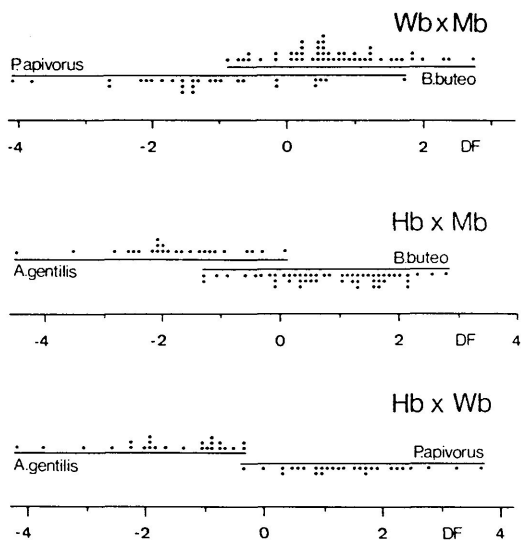 Wb x Mb
P.apivorus
B.buteo
-4 -2 0 2 DF
Hb x Mb
B.buteo
A.gentilis
-4 -2 0 2 DF 4
Hb x Wb
P.apivorus
A.gentilis
-4 -2 0 2 DF 4